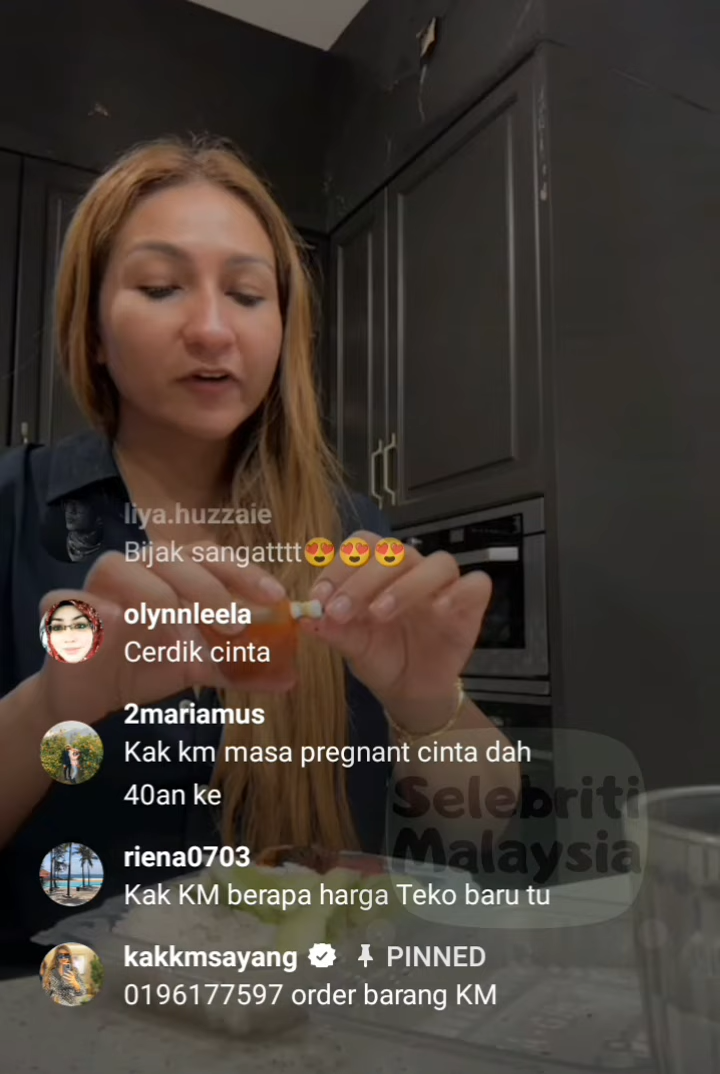 liya.huzzaie
Bijak sangatttt😍😍😍
olynnleela
Cerdik cinta
2mariamus
Kak km masa pregnant cinta dah
40an ke
Selebriti
Malaysia
riena0703
Kak KM berapa harga Teko baru tu
kakkmsayang PINNED
0196177597 order barang KM